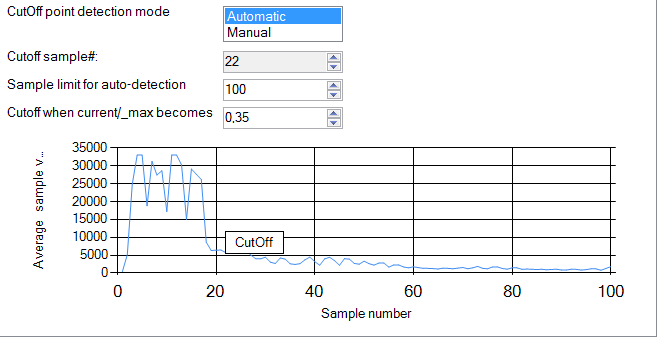 CutOff point detection mode
Automatic
Manual
Cutoff sample#:
22
Sample limit for auto-detection
100
Cutoff when current/_max becomes
0,35
Average sample v...
35000
30000
25000
20000
15000
10000
5000
0
CutOff
0 20 40 60 80 100
Sample number